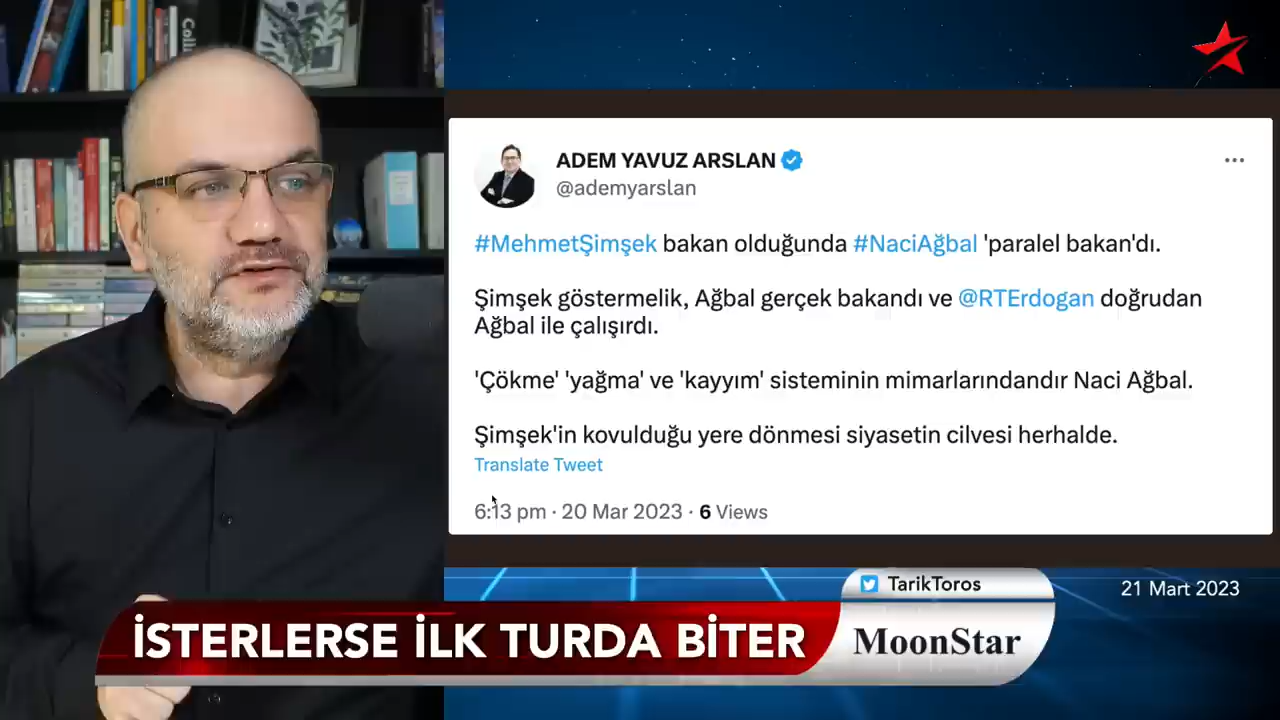 ADEM YAVUZ ARSLAN
@ademyarslan
#MehmetŞimşek bakan olduğunda #NaciAğbal 'paralel bakan'dı.
Şimşek göstermelik, Ağbal gerçek bakandı ve @RTErdogan doğrudan
Ağbal ile çalışırdı.
'Çökme' 'yağma' ve 'kayyım' sisteminin mimarlarındandır Naci Ağbal.
Şimşek'in kovulduğu yere dönmesi siyasetin cilvesi herhalde.
Translate Tweet
6:13 pm · 20 Mar 2023 · 6 Views
TarikToros
21 Mart 2023
İSTERLERSE İLK TURDA BİTER
MoonStar